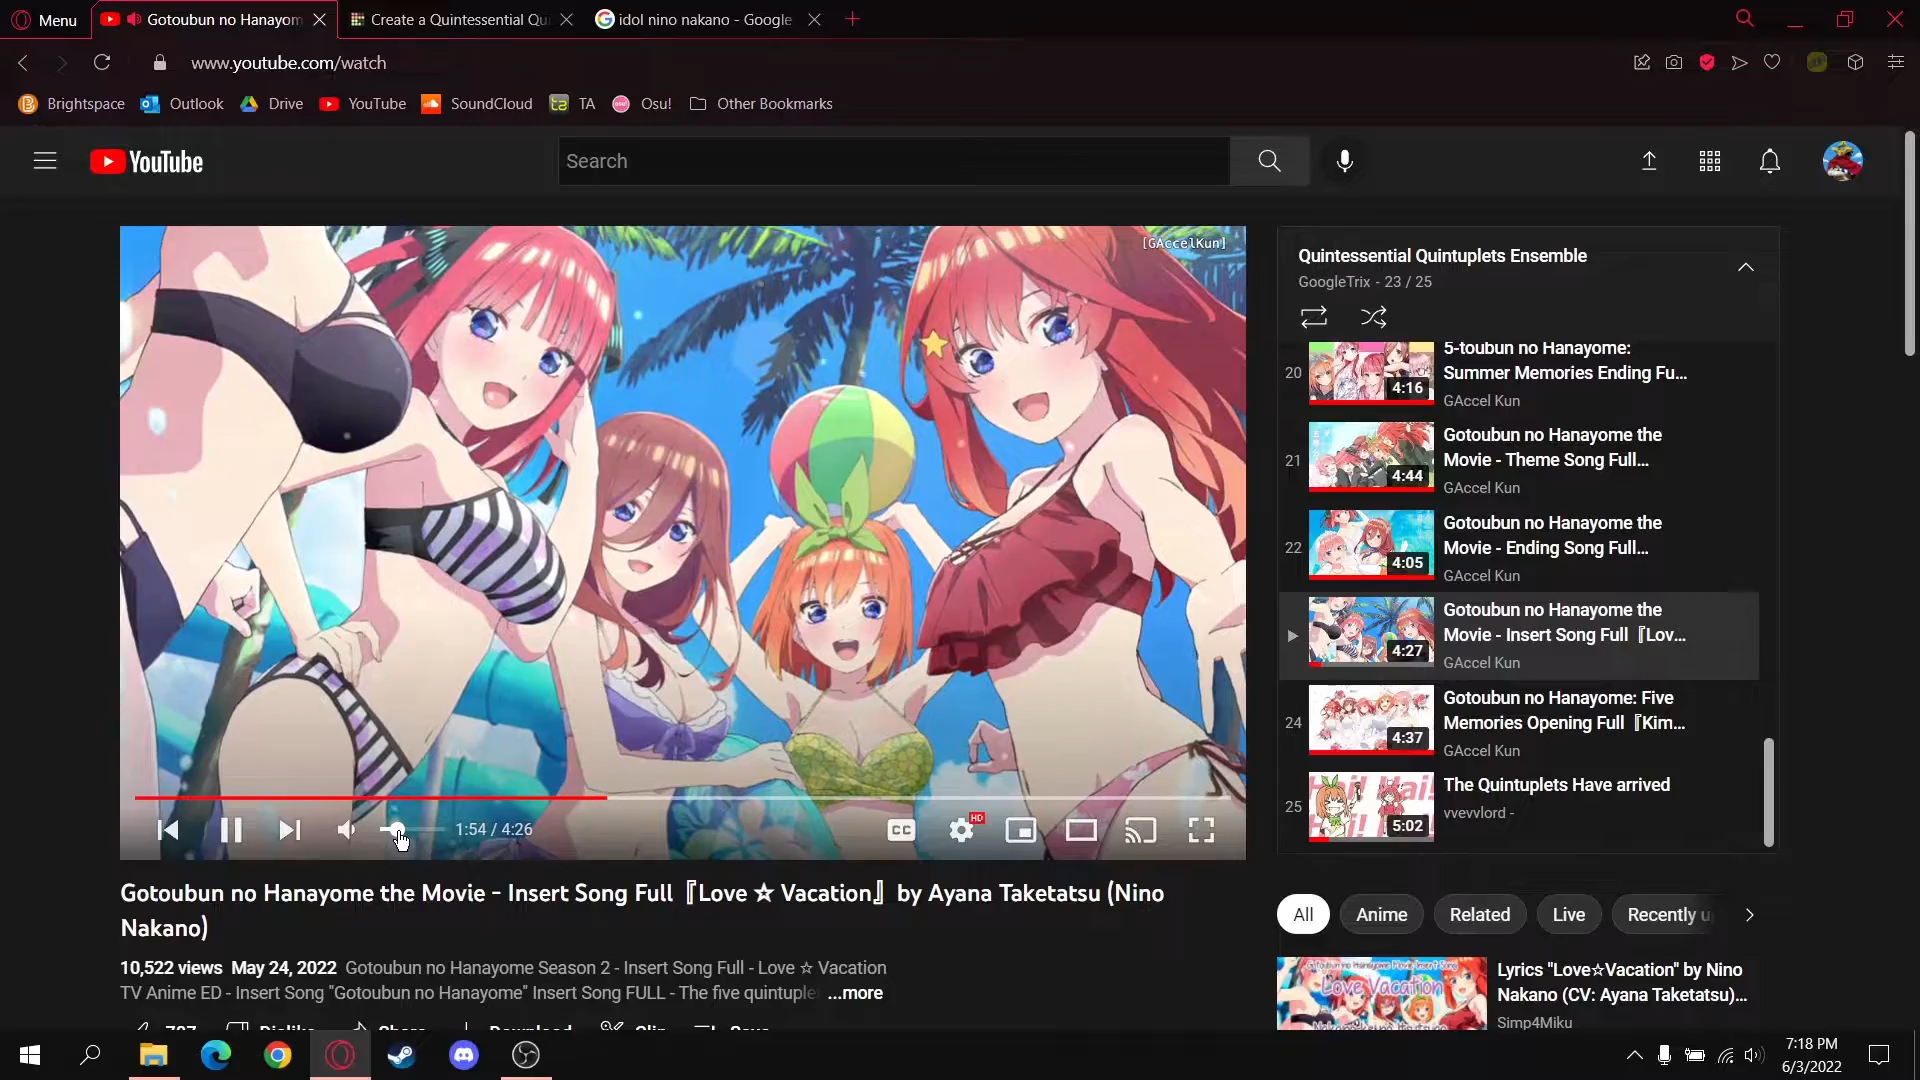 Menu
Gotoubun no Hanayom
Create a Quintessential Qu
idol nino nakano - Google
www.youtube.com/watch
Brightspace
Outlook
Drive
YouTube
SoundCloud
TA
Osu!
Other Bookmarks
YouTube
Search
[GAccelKun]
1:54 / 4:26
CC
HD
Gotoubun no Hanayome the Movie - Insert Song Full『Love ☆ Vacation』by Ayana Taketatsu (Nino
Nakano)
10,522 views May 24, 2022 Gotoubun no Hanayome Season 2 - Insert Song Full - Love ☆ Vacation
TV Anime ED - Insert Song "Gotoubun no Hanayome" Insert Song FULL - The five quintuple ...more
787 Dislike Share Download Clip Save
Quintessential Quintuplets Ensemble
GoogleTrix - 23 / 25
20
4:16
5-toubun no Hanayome:
Summer Memories Ending Fu...
GAccel Kun
21
4:44
Gotoubun no Hanayome the
Movie - Theme Song Full...
GAccel Kun
22
4:05
Gotoubun no Hanayome the
Movie - Ending Song Full...
GAccel Kun
4:27
Gotoubun no Hanayome the
Movie - Insert Song Full『Lov...
GAccel Kun
24
4:37
Gotoubun no Hanayome: Five
Memories Opening Full『Kim...
GAccel Kun
25
5:02
The Quintuplets Have arrived
vvevvlord -
All
Anime
Related
Live
Recently u
Love Vacation
Lyrics "Love☆Vacation" by Nino
Nakano (CV: Ayana Taketatsu)...
Simp4Miku
7:18 PM
6/3/2022